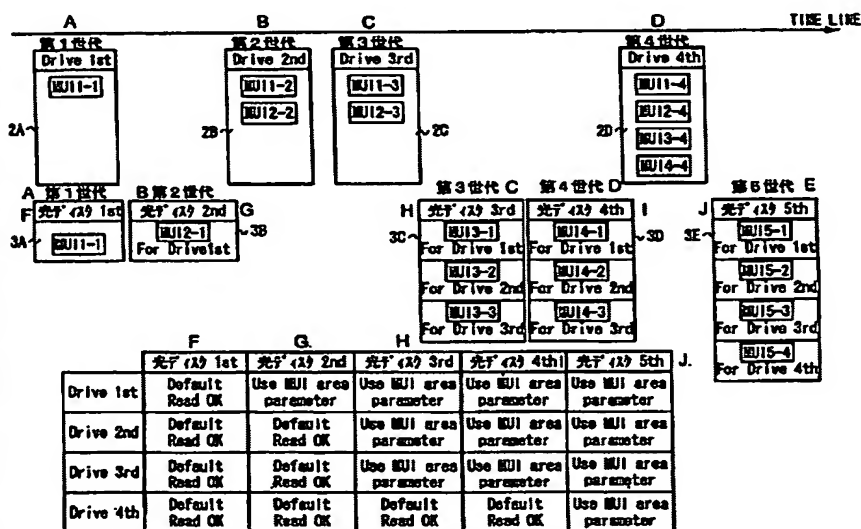 A B C D TIME LINE
第1世代 第2世代 第3世代 第4世代
Drive 1st Drive 2nd Drive 3rd Drive 4th
MUI1-1 MUI1-2 MUI1-3 MUI1-4
MUI2-2 MUI2-3 MUI2-4
2A 2B 2C 2D MUI3-4
MUI4-4
A 第1世代 B 第2世代 第3世代 C 第4世代 D 第5世代 E
F 光ディスク 1st 光ディスク 2nd G H 光ディスク 3rd 光ディスク 4th I J 光ディスク 5th
3A MUI1-1 MUI2-1 3B 3C MUI3-1 MUI4-1 3D 3E MUI5-1
For Drive1st For Drive 1st For Drive 1st For Drive 1st
MUI3-2 MUI4-2 MUI5-2
For Drive 2nd For Drive 2nd For Drive 2nd
MUI3-3 MUI4-3 MUI5-3
For Drive 3rd For Drive 3rd For Drive 3rd
MUI5-4
For Drive 4th
F G. H
光ディスク 1st 光ディスク 2nd 光ディスク 3rd 光ディスク 4th I 光ディスク 5th J.
Drive 1st Default Use MUI area Use MUI area Use MUI area Use MUI area
Read OK parameter parameter parameter parameter
Drive 2nd Default Default Use MUI area Use MUI area Use MUI area
Read OK Read OK parameter parameter parameter
Drive 3rd Default Default Use MUI area Use MUI area Use MUI area
Read OK Read OK parameter parameter parameter
Drive 4th Default Default Default Default Use MUI area
Read OK Read OK Read OK Read OK parameter